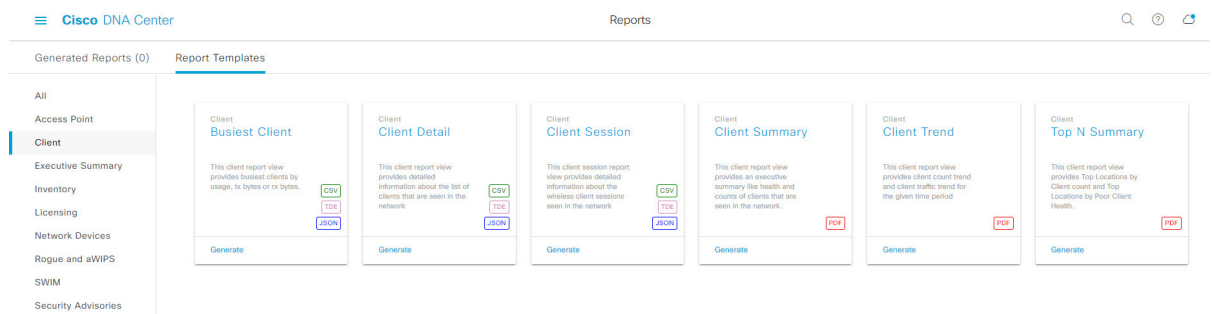 Cisco DNA Center
Reports
Generated Reports (0)
Report Templates
All
Access Point
Client
Executive Summary
Inventory
Licensing
Network Devices
Rogue and aWIPS
SWIM
Security Advisories
Client
Busiest Client
This client report view
provides busiest clients by
usage, tx bytes or rx bytes.
CSV
TDE
JSON
Generate
Client
Client Detail
This client report view
provides detailed
information about the list of
clients that are seen in the
network
CSV
TDE
JSON
Generate
Client
Client Session
This client session report
view provides detailed
information about the
wireless client sessions
seen in the network
CSV
TDE
JSON
Generate
Client
Client Summary
This client report view
provides an executive
summary like health and
counts of clients that are
seen in the network.
PDF
Generate
Client
Client Trend
This client report view
provides client count trend
and client traffic trend for
the given time period
PDF
Generate
Client
Top N Summary
This client report view
provides Top Locations by
Client count and Top
Locations by Poor Client
Health.
PDF
Generate